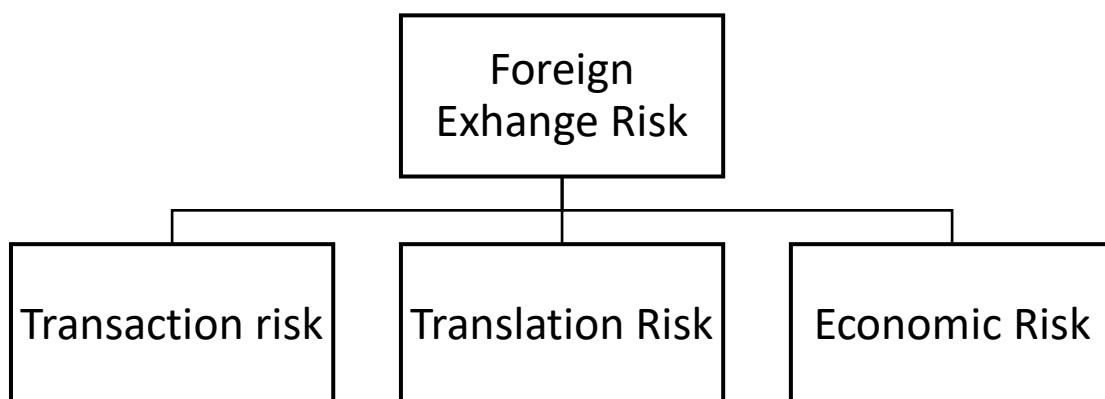 Foreign
Exhange Risk
Transaction risk
Translation Risk
Economic Risk